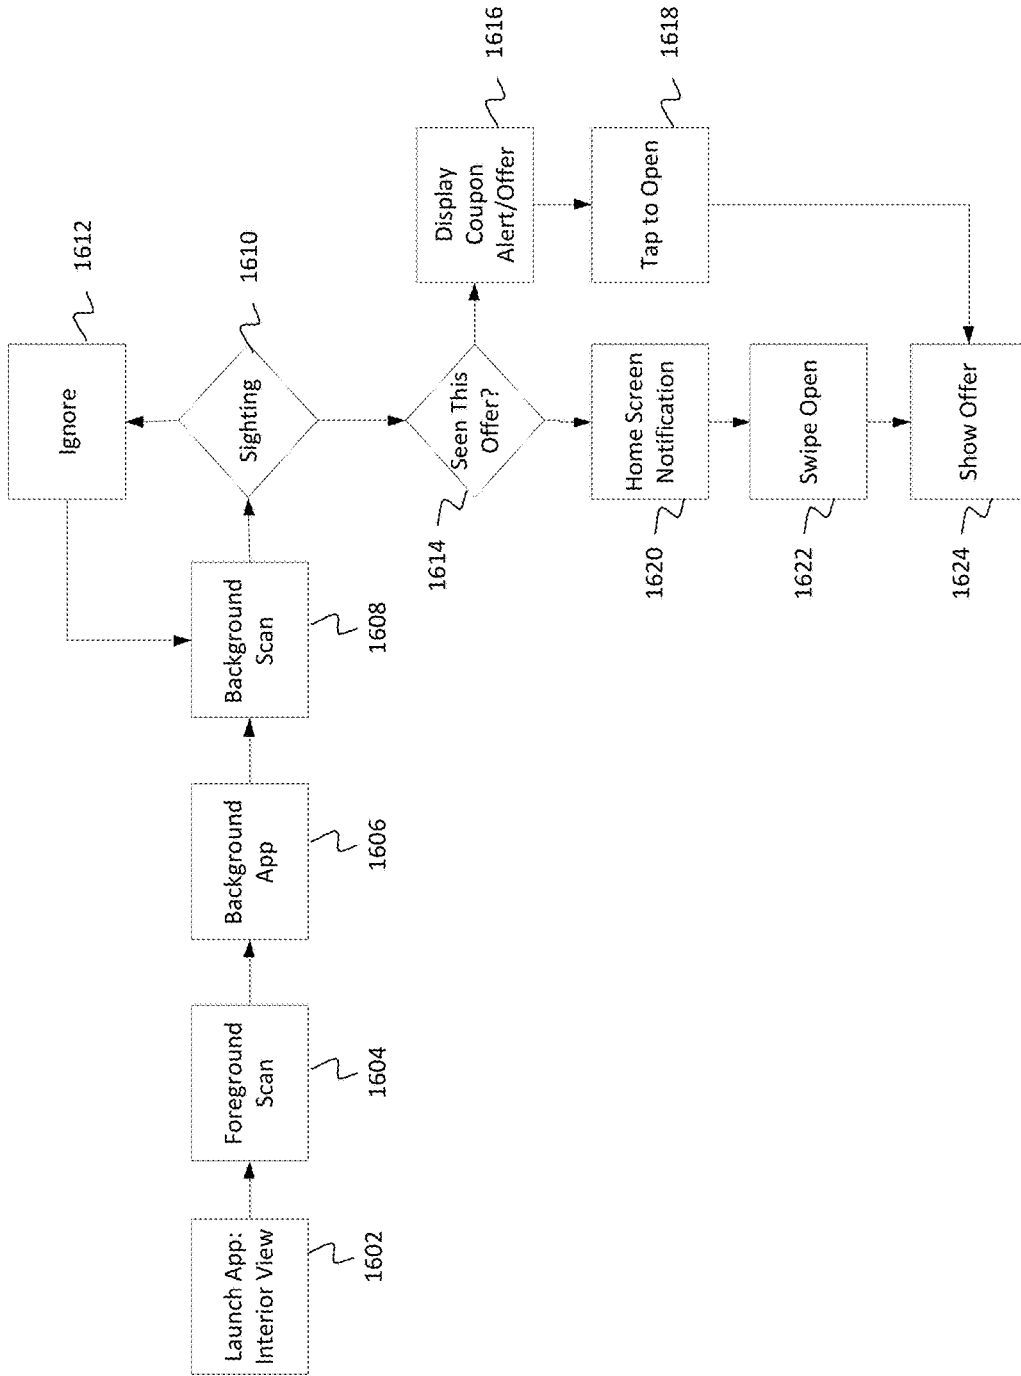 Launch App:
Interior View
1602
Foreground
Scan
1604
Background
App
1606
Background
Scan
1608
Sighting
1610
Ignore
1612
Seen This
Offer?
1614
Display
Coupon
Alert/Offer
1616
Tap to Open
1618
Home Screen
Notification
1620
Swipe Open
1622
Show Offer
1624